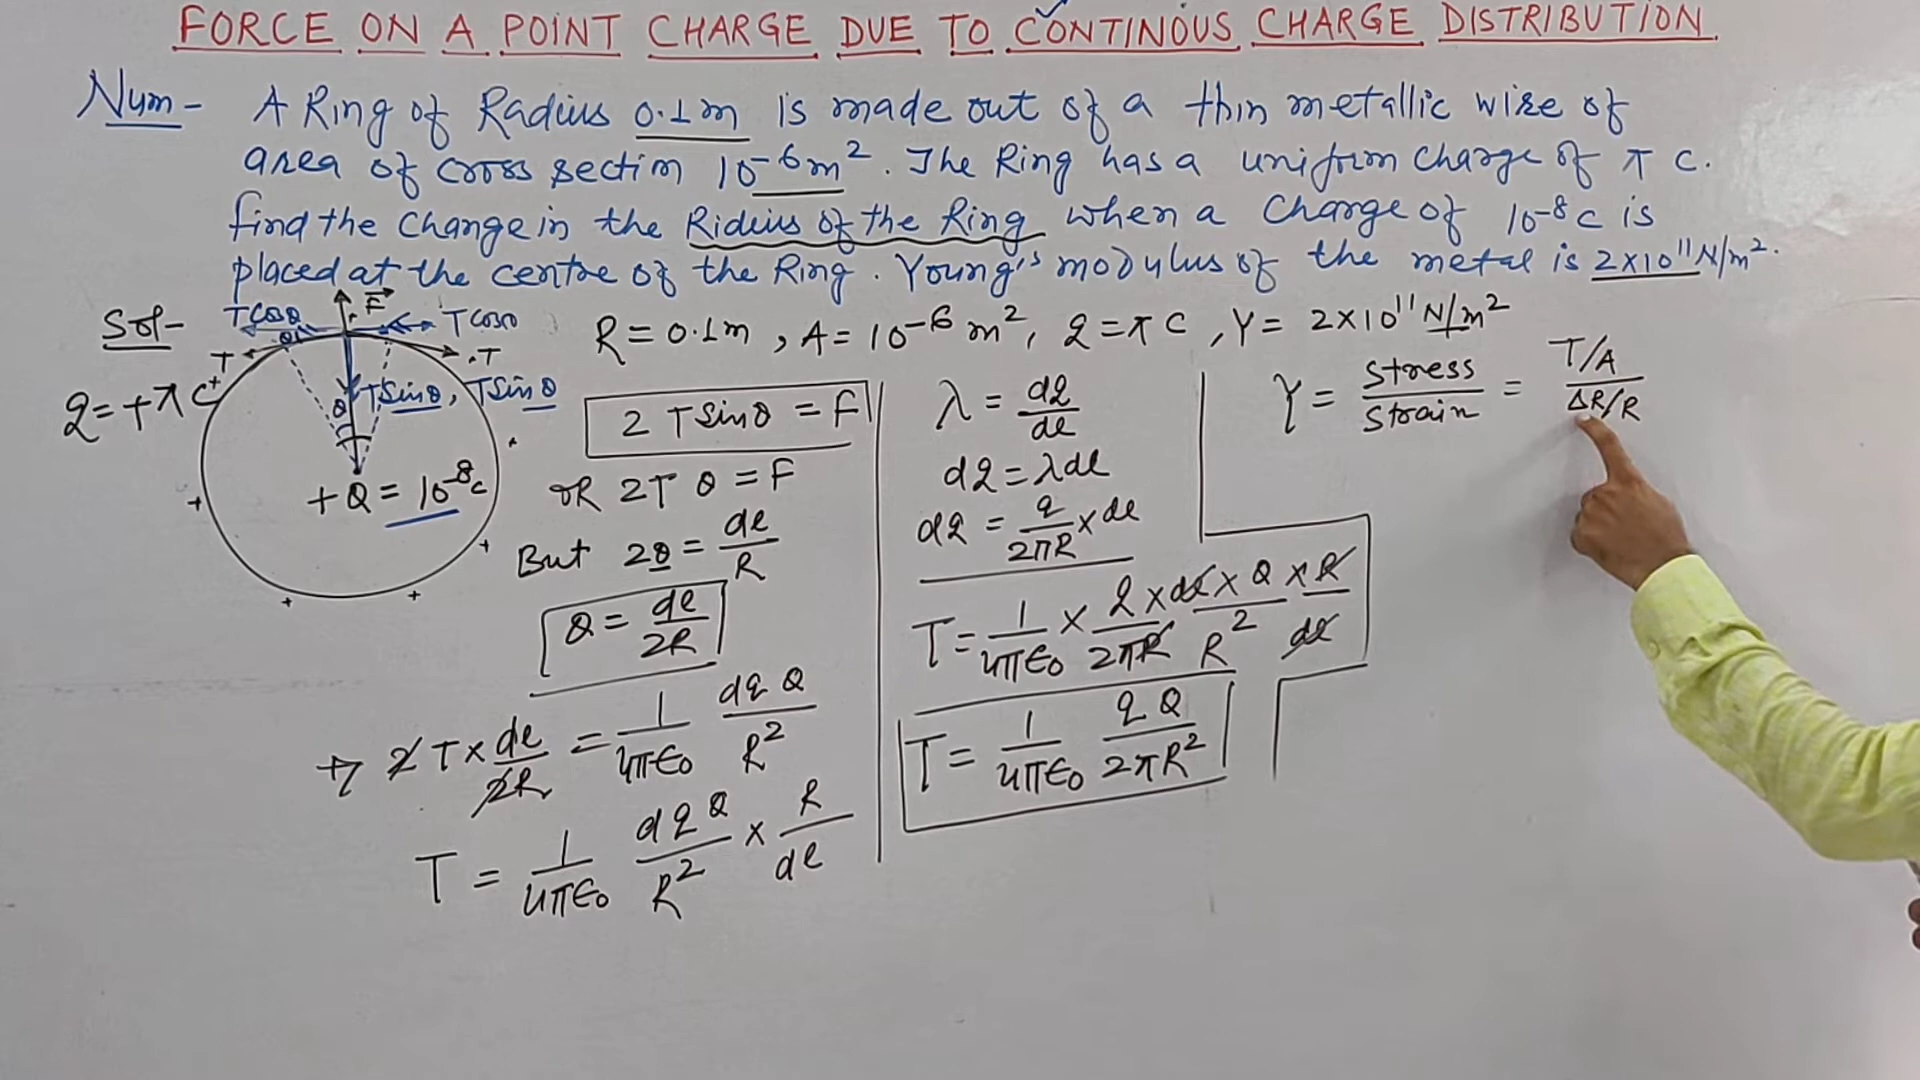 FORCE ON A POINT CHARGE DUE TO CONTINOUS CHARGE DISTRIBUTION
Num- A Ring of Radius 0.1m is made out of a thin metallic wire of
area of cross section 10⁻⁶m². The Ring has a uniform charge of π C.
find the change in the Ridius of the Ring when a charge of 10⁻⁸C is
placed at the centre of the Ring. Young's modulus of the metal is 2×10¹¹N/m².
Sol- R = 0.1m, A = 10⁻⁶ m², q = π C, Y = 2×10¹¹ N/m²
Tcosθ θ F Tcosθ
T T
q = +π C
Tsinθ, Tsinθ
θ
+Q = 10⁻⁸C
+ + + + +
2 T sinθ = F
OR 2T θ = F
But 2θ = dl/R
θ = dl/2R
⇒ 2T × dl/2R = 1/4πε₀ dq Q/R²
T = 1/4πε₀ dq Q/R² × R/dl
λ = dq/dl
dq = λdl
dq = q/2πR × dl
T = 1/4πε₀ × q × dl × Q × R/2πR R² dl
T = 1/4πε₀ qQ/2πR²
Y = Stress/Strain = T/A/ΔR/R